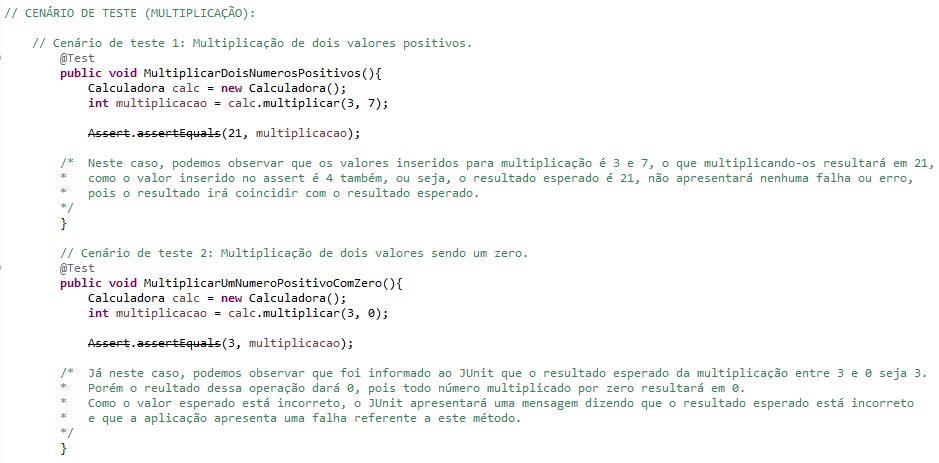 // CENÁRIO DE TESTE (MULTIPLICAÇÃO):
// Cenário de teste 1: Multiplicação de dois valores positivos.
@Test
public void MultiplicarDoisNumerosPositivos(){
Calculadora calc = new Calculadora();
int multiplicacao = calc.multiplicar(3, 7);
Assert.assertEquals(21, multiplicacao);
/* Neste caso, podemos observar que os valores inseridos para multiplicação é 3 e 7, o que multiplicando-os resultará em 21,
* como o valor inserido no assert é 4 também, ou seja, o resultado esperado é 21, não apresentará nenhuma falha ou erro,
* pois o resultado irá coincidir com o resultado esperado.
*/
}
// Cenário de teste 2: Multiplicação de dois valores sendo um zero.
@Test
public void MultiplicarUmNumeroPositivoComZero(){
Calculadora calc = new Calculadora();
int multiplicacao = calc.multiplicar(3, 0);
Assert.assertEquals(3, multiplicacao);
/* Já neste caso, podemos observar que foi informado ao JUnit que o resultado esperado da multiplicação entre 3 e 0 seja 3.
* Porém o reultado dessa operação dará 0, pois todo número multiplicado por zero resultará em 0.
* Como o valor esperado está incorreto, o JUnit apresentará uma mensagem dizendo que o resultado esperado está incorreto
* e que a aplicação apresenta uma falha referente a este método.
*/
}